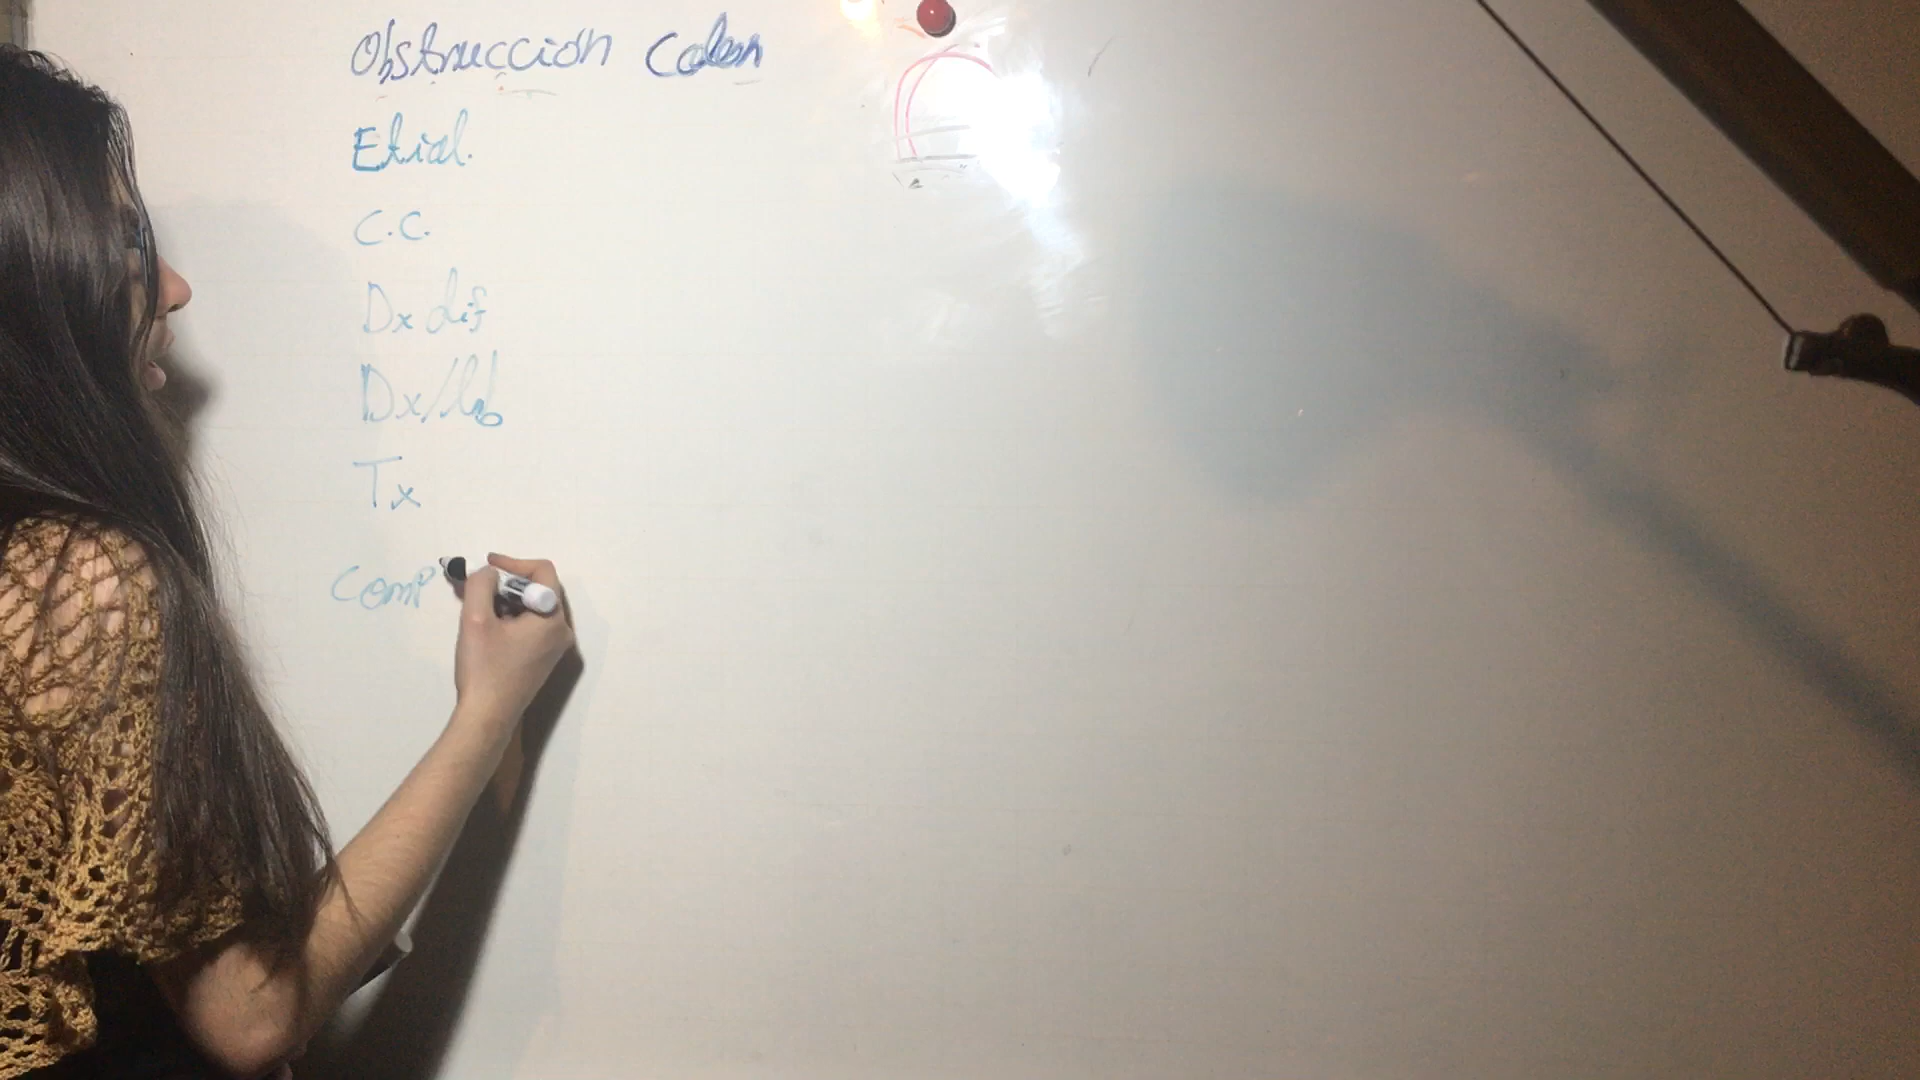 Obstrucción Colon
Etiol.
C.C.
Dx dif
Dx/lab
Tx
Comp